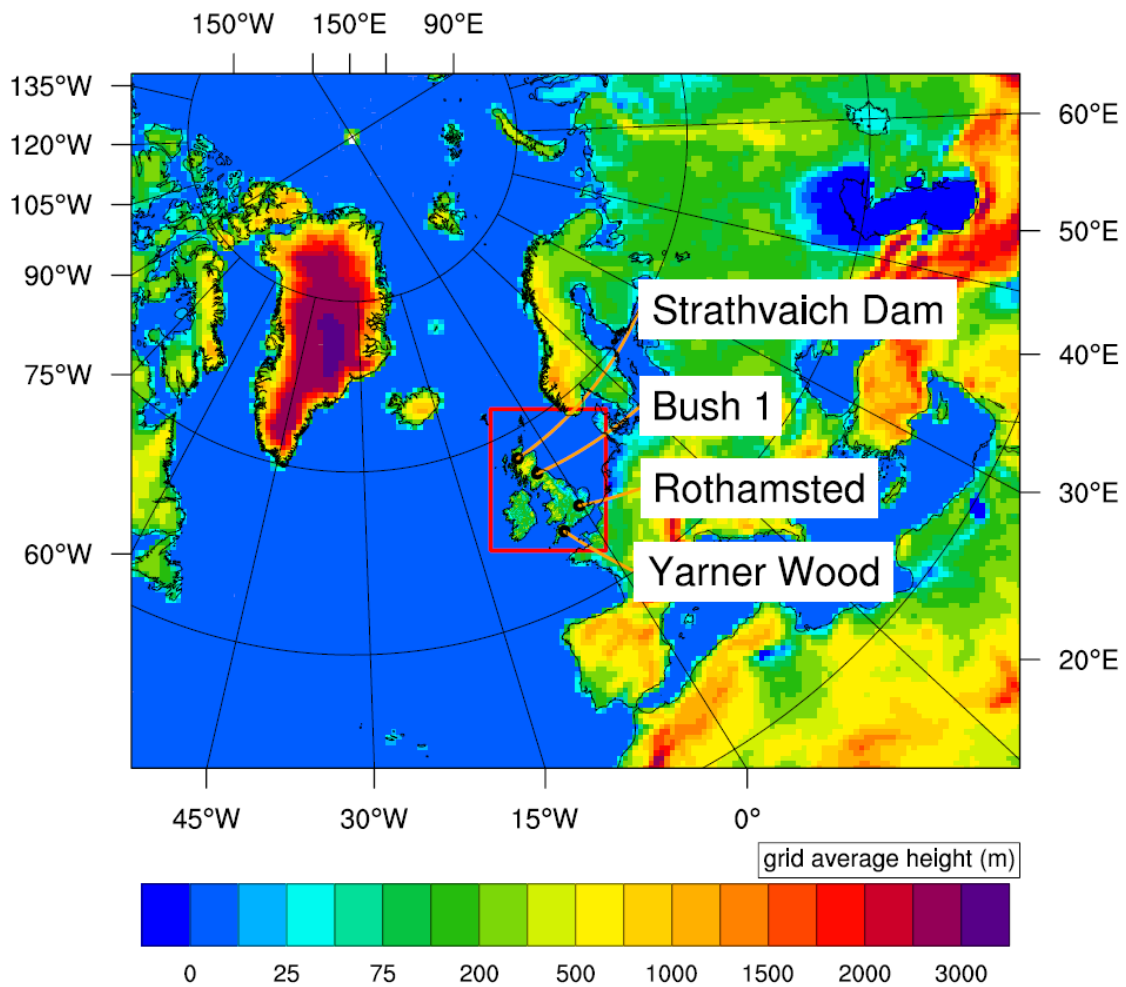 150°W 150°E 90°E
135°W
60°E
120°W
105°W
50°E
90°W
Strathvaich Dam
40°E
75°W
Bush 1
Rothamsted
30°E
60°W
Yarner Wood
20°E
45°W 30°W 15°W 0°
grid average height (m)
0 25 75 200 500 1000 1500 2000 3000